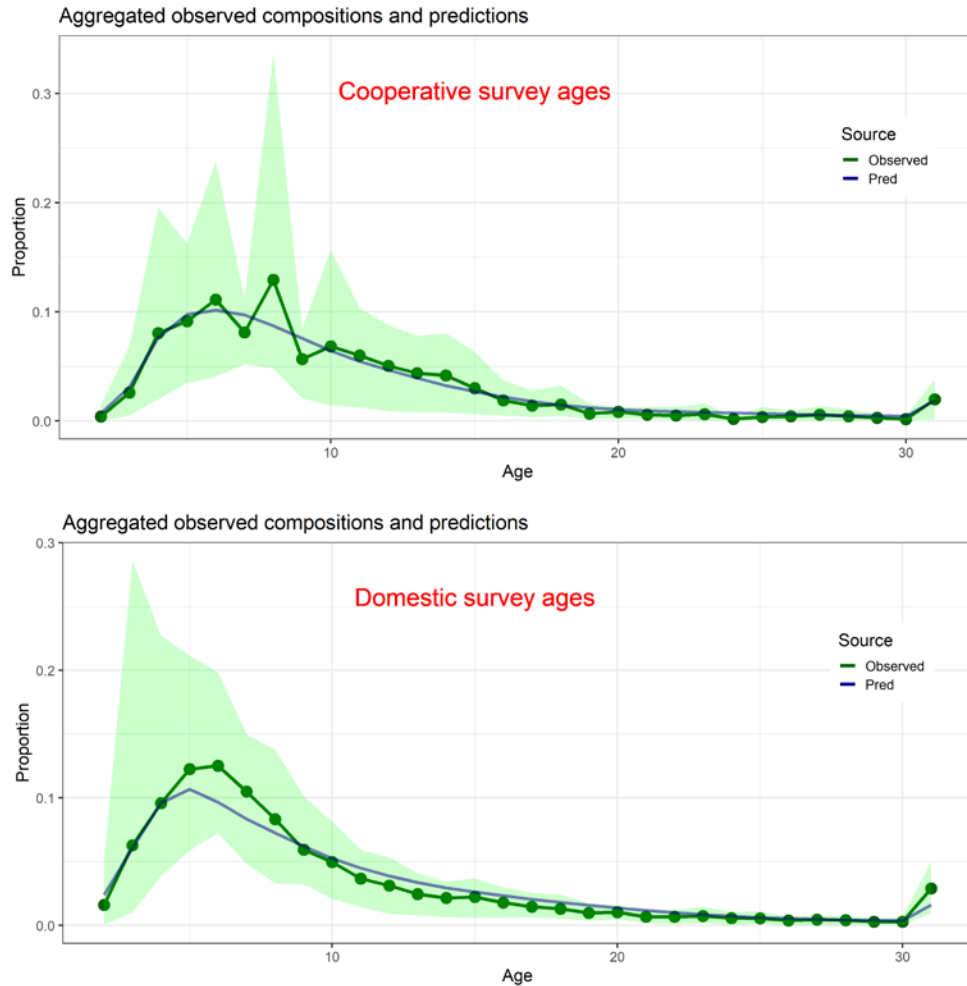 Aggregated observed compositions and predictions
Cooperative survey ages
0.3
0.2
0.1
0.0
Proportion
Source
Observed
Pred
10
20
30
Age
Aggregated observed compositions and predictions
Domestic survey ages
0.3
0.2
0.1
0.0
Proportion
Source
Observed
Pred
10
20
30
Age